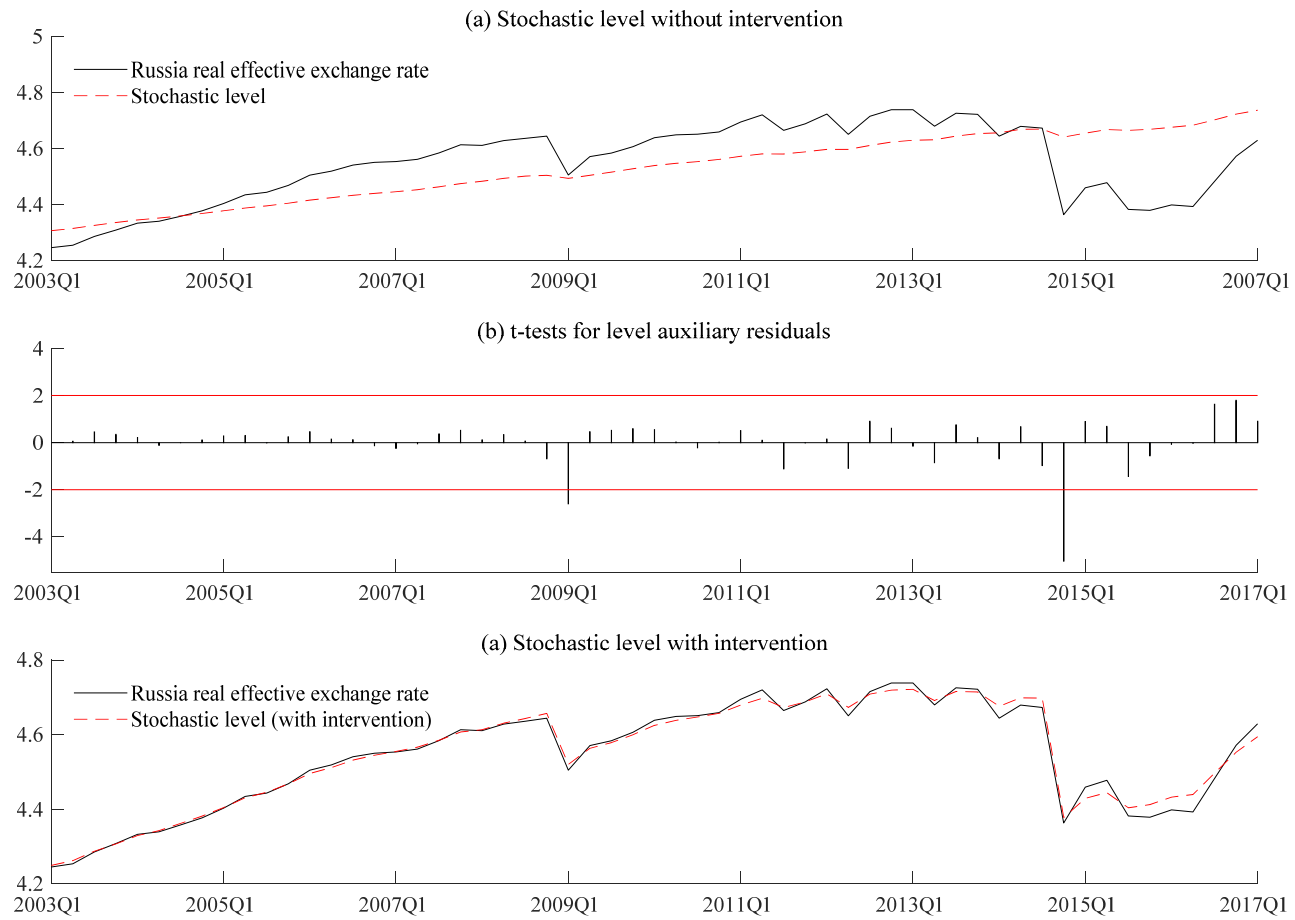 (a) Stochastic level without intervention
5
4.8
4.6
4.4
4.2
Russia real effective exchange rate
Stochastic level
2003Q1 2005Q1 2007Q1 2009Q1 2011Q1 2013Q1 2015Q1 2007Q1
(b) t-tests for level auxiliary residuals
4
2
0
-2
-4
2003Q1 2005Q1 2007Q1 2009Q1 2011Q1 2013Q1 2015Q1 2017Q1
(a) Stochastic level with intervention
4.8
4.6
4.4
4.2
Russia real effective exchange rate
Stochastic level (with intervention)
2003Q1 2005Q1 2007Q1 2009Q1 2011Q1 2013Q1 2015Q1 2017Q1